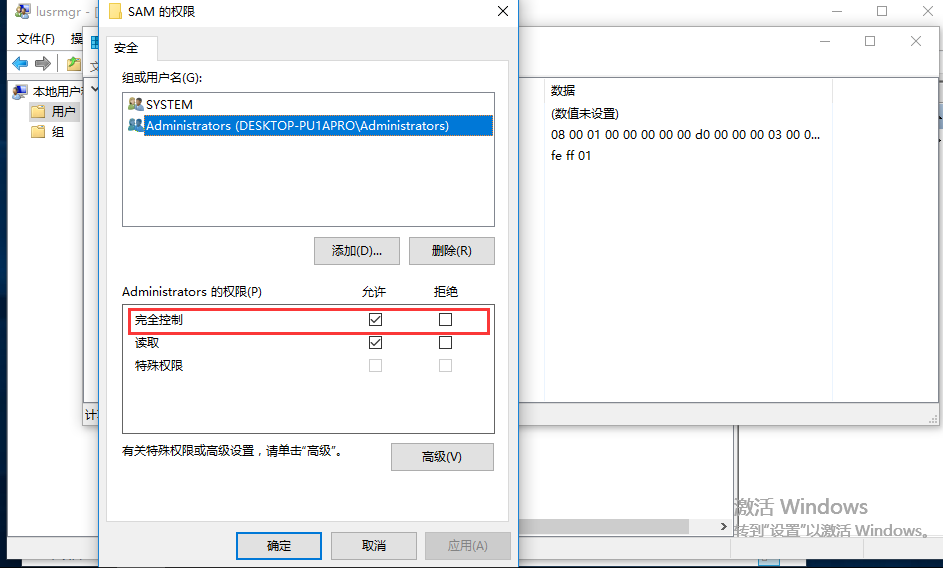 lusrmgr - [
SAM 的权限
文件(F) 操
安全
组或用户名(G):
SYSTEM
Administrators (DESKTOP-PU1APRO\Administrators)
本地用户
用户
组
添加(D)...
删除(R)
Administrators 的权限(P)
允许
拒绝
完全控制
读取
特殊权限
有关特殊权限或高级设置，请单击“高级”。
高级(V)
确定
取消
应用(A)
数据
(数值未设置)
08 00 01 00 00 00 00 00 d0 00 00 00 03 00 0...
fe ff 01
激活 Windows
转到“设置”以激活 Windows。